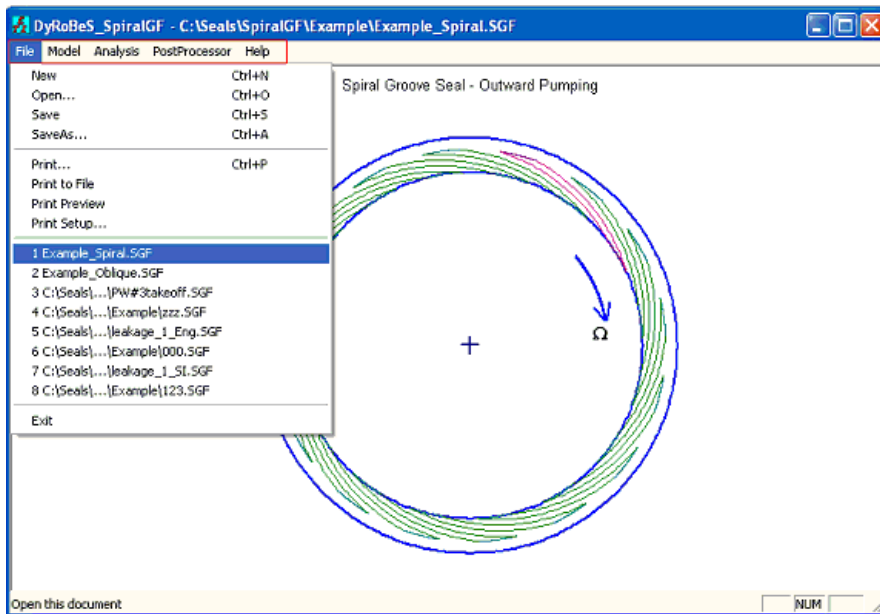 DyRoBeS_SpiralGF - C:\Seals\SpiralGF\Example\Example_Spiral.SGF
File Model Analysis PostProcessor Help
New Ctrl+N
Open... Ctrl+O
Save Ctrl+S
SaveAs... Ctrl+A
Print... Ctrl+P
Print to File
Print Preview
Print Setup...
1 Example_Spiral.SGF
2 Example_Oblique.SGF
3 C:\Seals\...\PW#3takeoff.SGF
4 C:\Seals\...\Example\zzz.SGF
5 C:\Seals\...\leakage_1_Eng.SGF
6 C:\Seals\...\Example\000.SGF
7 C:\Seals\...\leakage_1_SI.SGF
8 C:\Seals\...\Example\123.SGF
Exit
Spiral Groove Seal - Outward Pumping
Ω
Open this document NUM